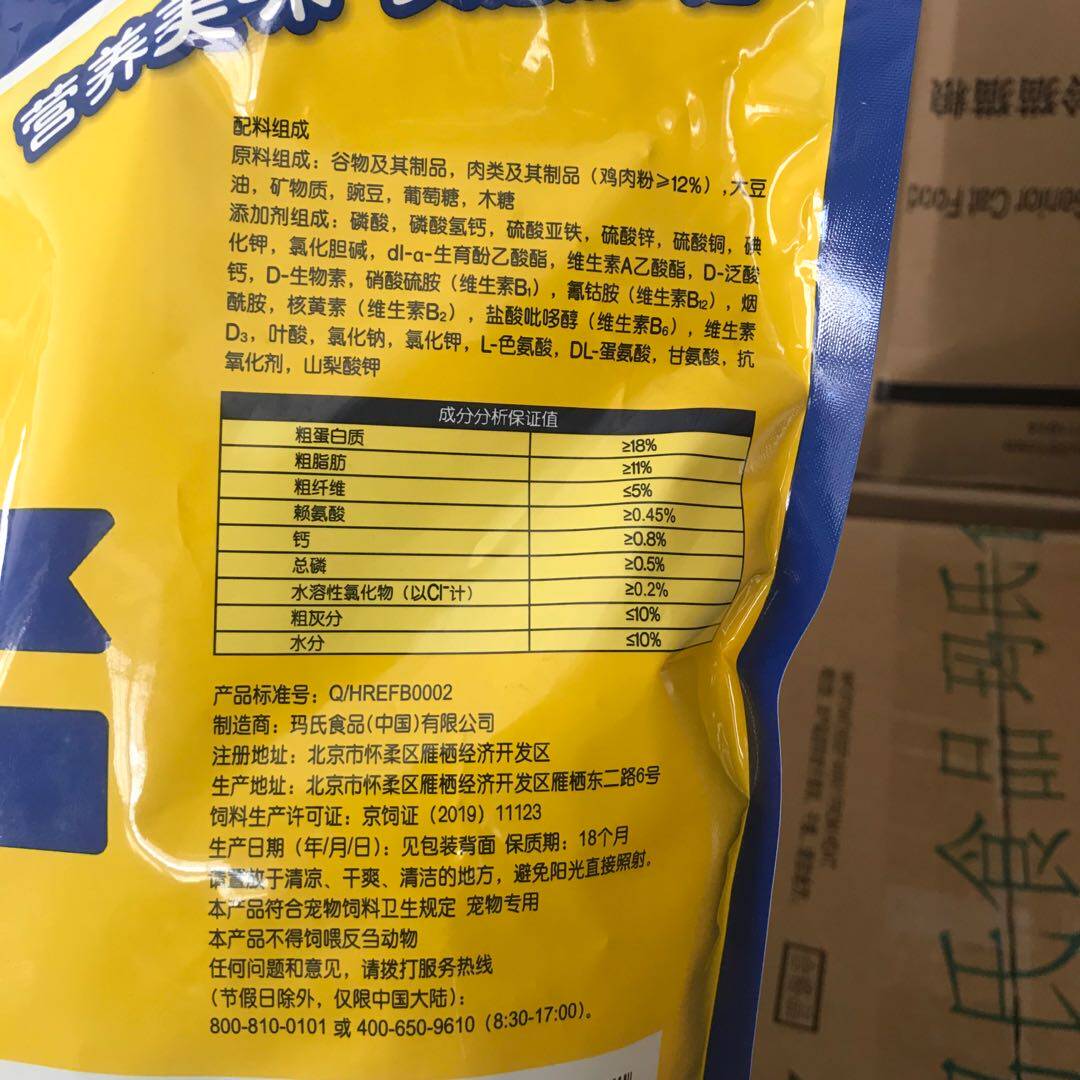 营养美味
配料组成
原料组成：谷物及其制品，肉类及其制品（鸡肉粉≥12%）,大豆
油，矿物质，豌豆，葡萄糖，木糖
添加剂组成：磷酸，磷酸氢钙，硫酸亚铁，硫酸锌，硫酸铜，碘
化钾，氯化胆碱，dl-α-生育酚乙酸酯，维生素A乙酸酯，D-泛酸
钙，D-生物素，硝酸硫胺（维生素B₁），氰钴胺（维生素B₁₂），烟
酰胺，核黄素（维生素B₂），盐酸吡哆醇（维生素B₆），维生素
D₃，叶酸，氯化钠，氯化钾，L-色氨酸，DL-蛋氨酸，甘氨酸，抗
氧化剂，山梨酸钾
成分分析保证值
粗蛋白质 ≥18%
粗脂肪 ≥11%
粗纤维 ≤5%
赖氨酸 ≥0.45%
钙 ≥0.8%
总磷 ≥0.5%
水溶性氯化物（以Cl⁻计） ≥0.2%
粗灰分 ≤10%
水分 ≤10%
产品标准号：Q/HREFB0002
制造商：玛氏食品(中国)有限公司
注册地址：北京市怀柔区雁栖经济开发区
生产地址：北京市怀柔区雁栖经济开发区雁栖东二路6号
饲料生产许可证：京饲证（2019）11123
生产日期（年/月/日）：见包装背面 保质期：18个月
请置放于清凉、干爽、清洁的地方，避免阳光直接照射。
本产品符合宠物饲料卫生规定 宠物专用
本产品不得饲喂反刍动物
任何问题和意见，请拨打服务热线
(节假日除外，仅限中国大陆)：
800-810-0101 或 400-650-9610 (8:30-17:00)。
龄猫猫粮
Senior Cat Food
玛氏食品玛氏
合格